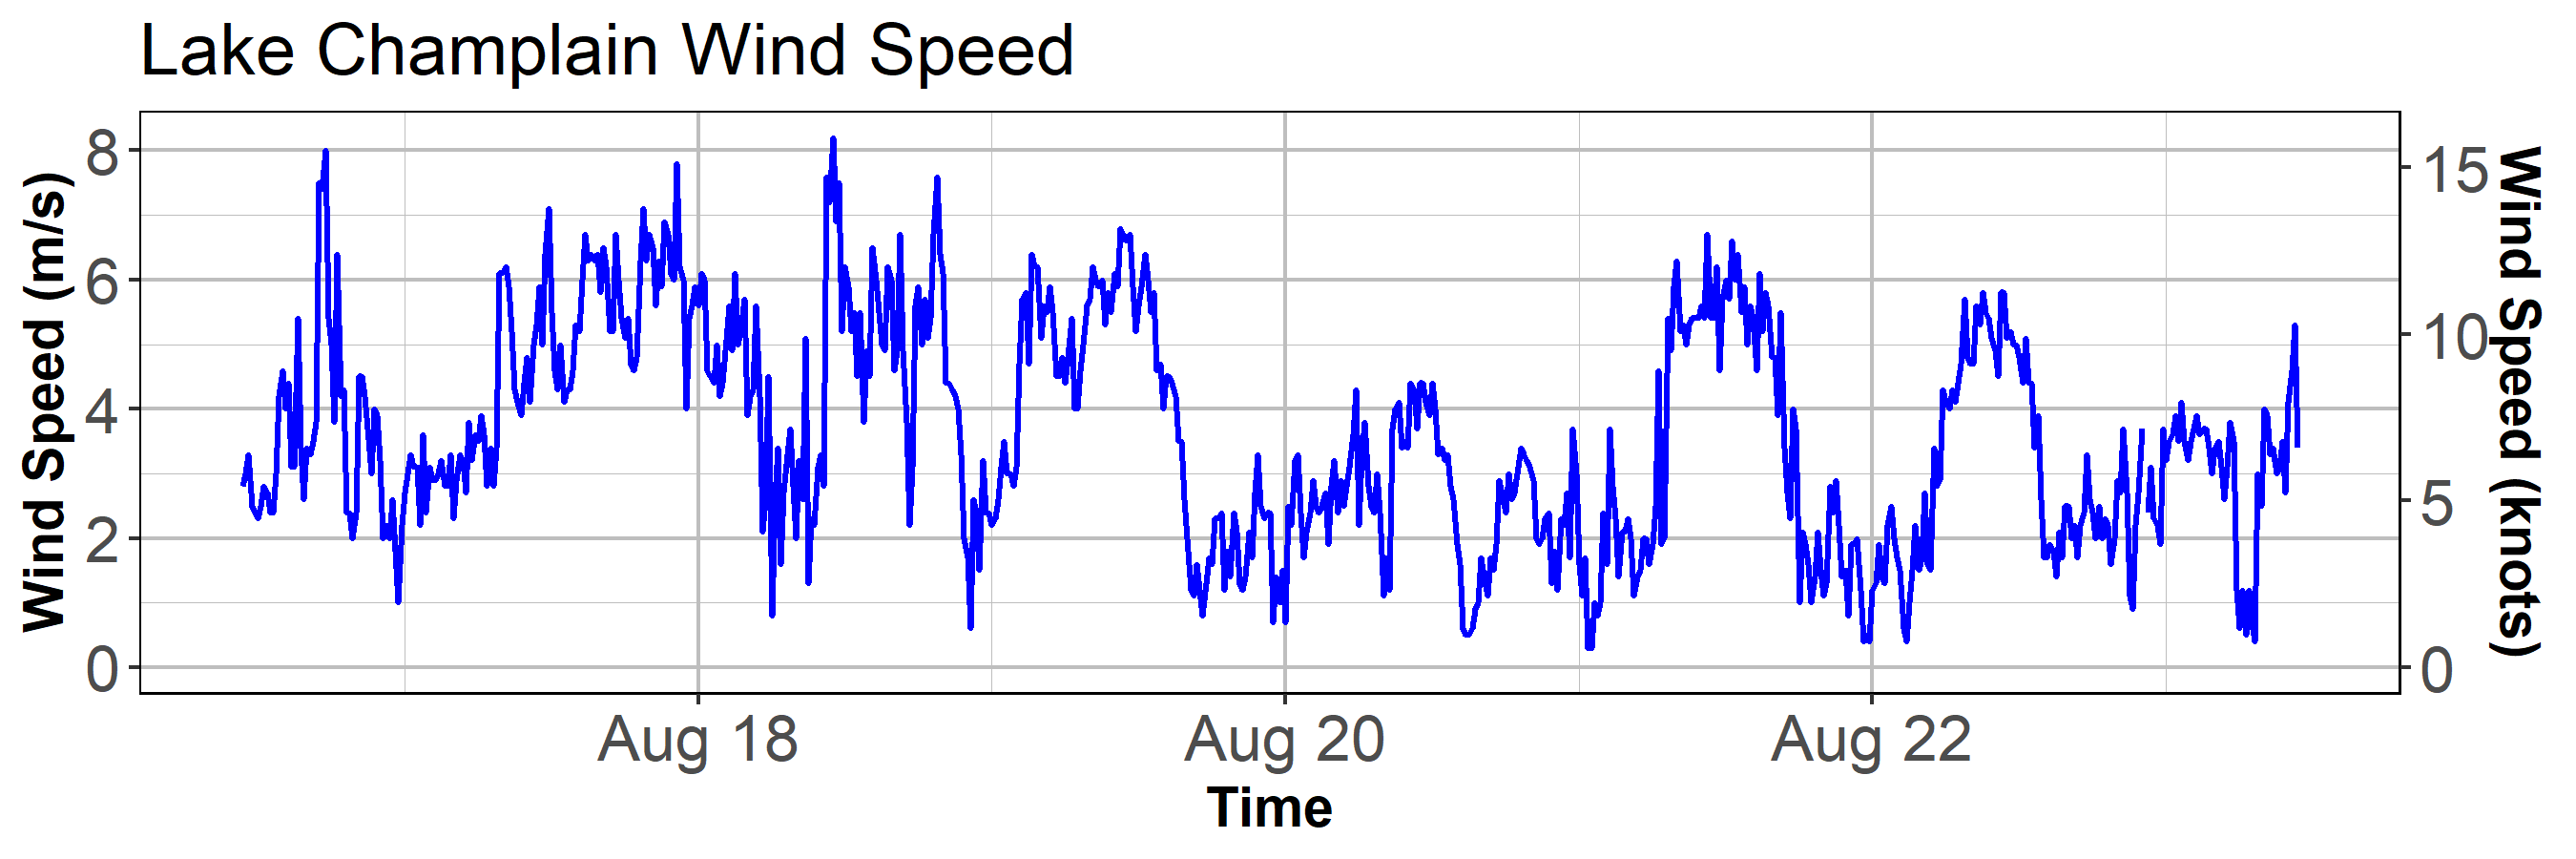 Lake Champlain Wind Speed
Wind Speed (m/s)
8
6
4
2
0
15
10
5
0
Wind Speed (knots)
Aug 18
Aug 20
Aug 22
Time